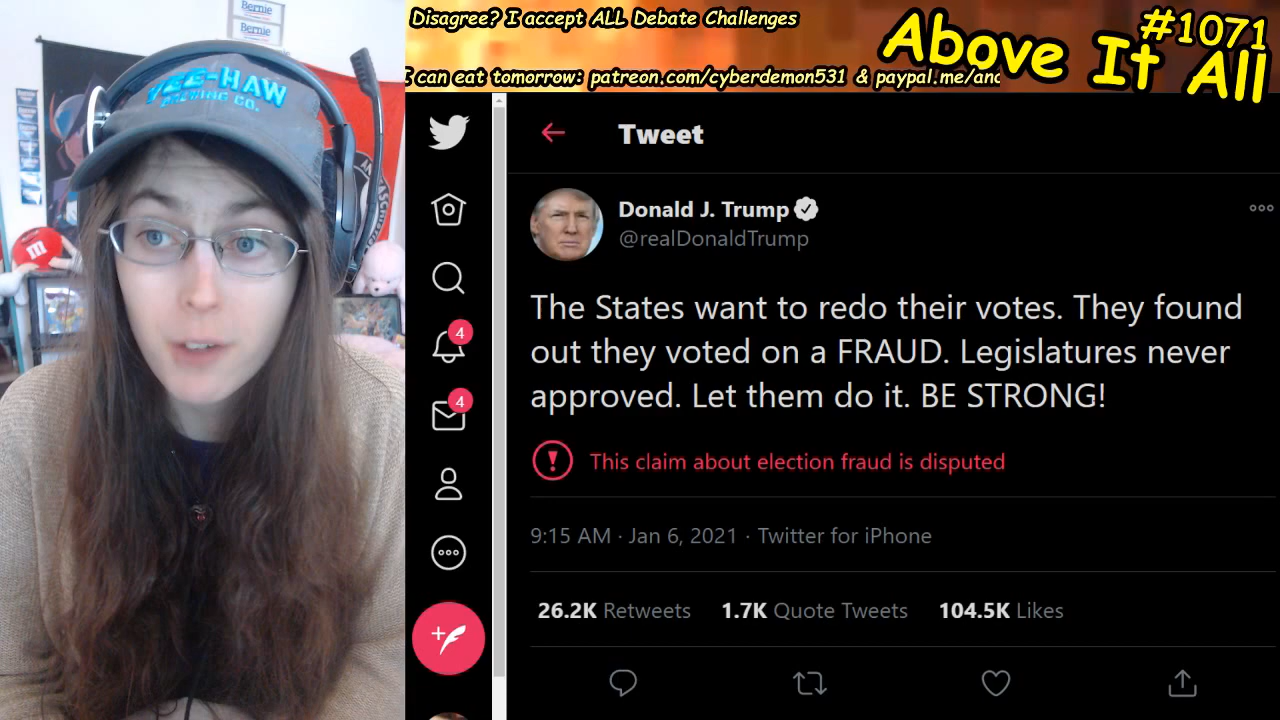 Bernie
Bernie
YEE-HAW
BREWING CO.
Disagree? I accept ALL Debate Challenges
can eat tomorrow: patreon.com/cyberdemon531 & paypal.me/and
#1071
Above It All
Tweet
Donald J. Trump
@realDonaldTrump
The States want to redo their votes. They found
out they voted on a FRAUD. Legislatures never
approved. Let them do it. BE STRONG!
This claim about election fraud is disputed
9:15 AM · Jan 6, 2021 · Twitter for iPhone
26.2K Retweets 1.7K Quote Tweets 104.5K Likes
4
4